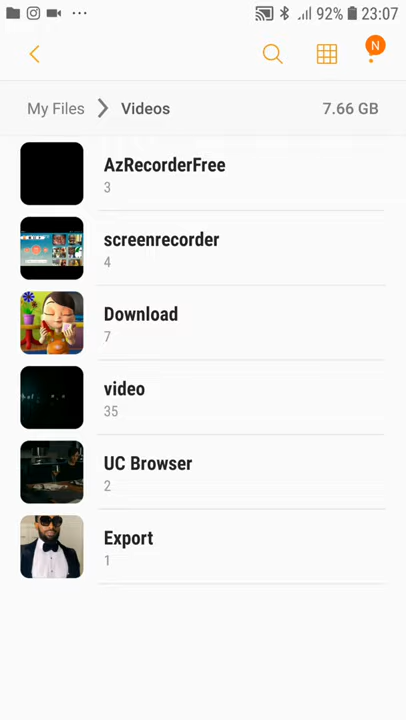 92% 23:07
N
My Files Videos 7.66 GB
AzRecorderFree
3
screenrecorder
4
Download
7
video
35
UC Browser
2
Export
1